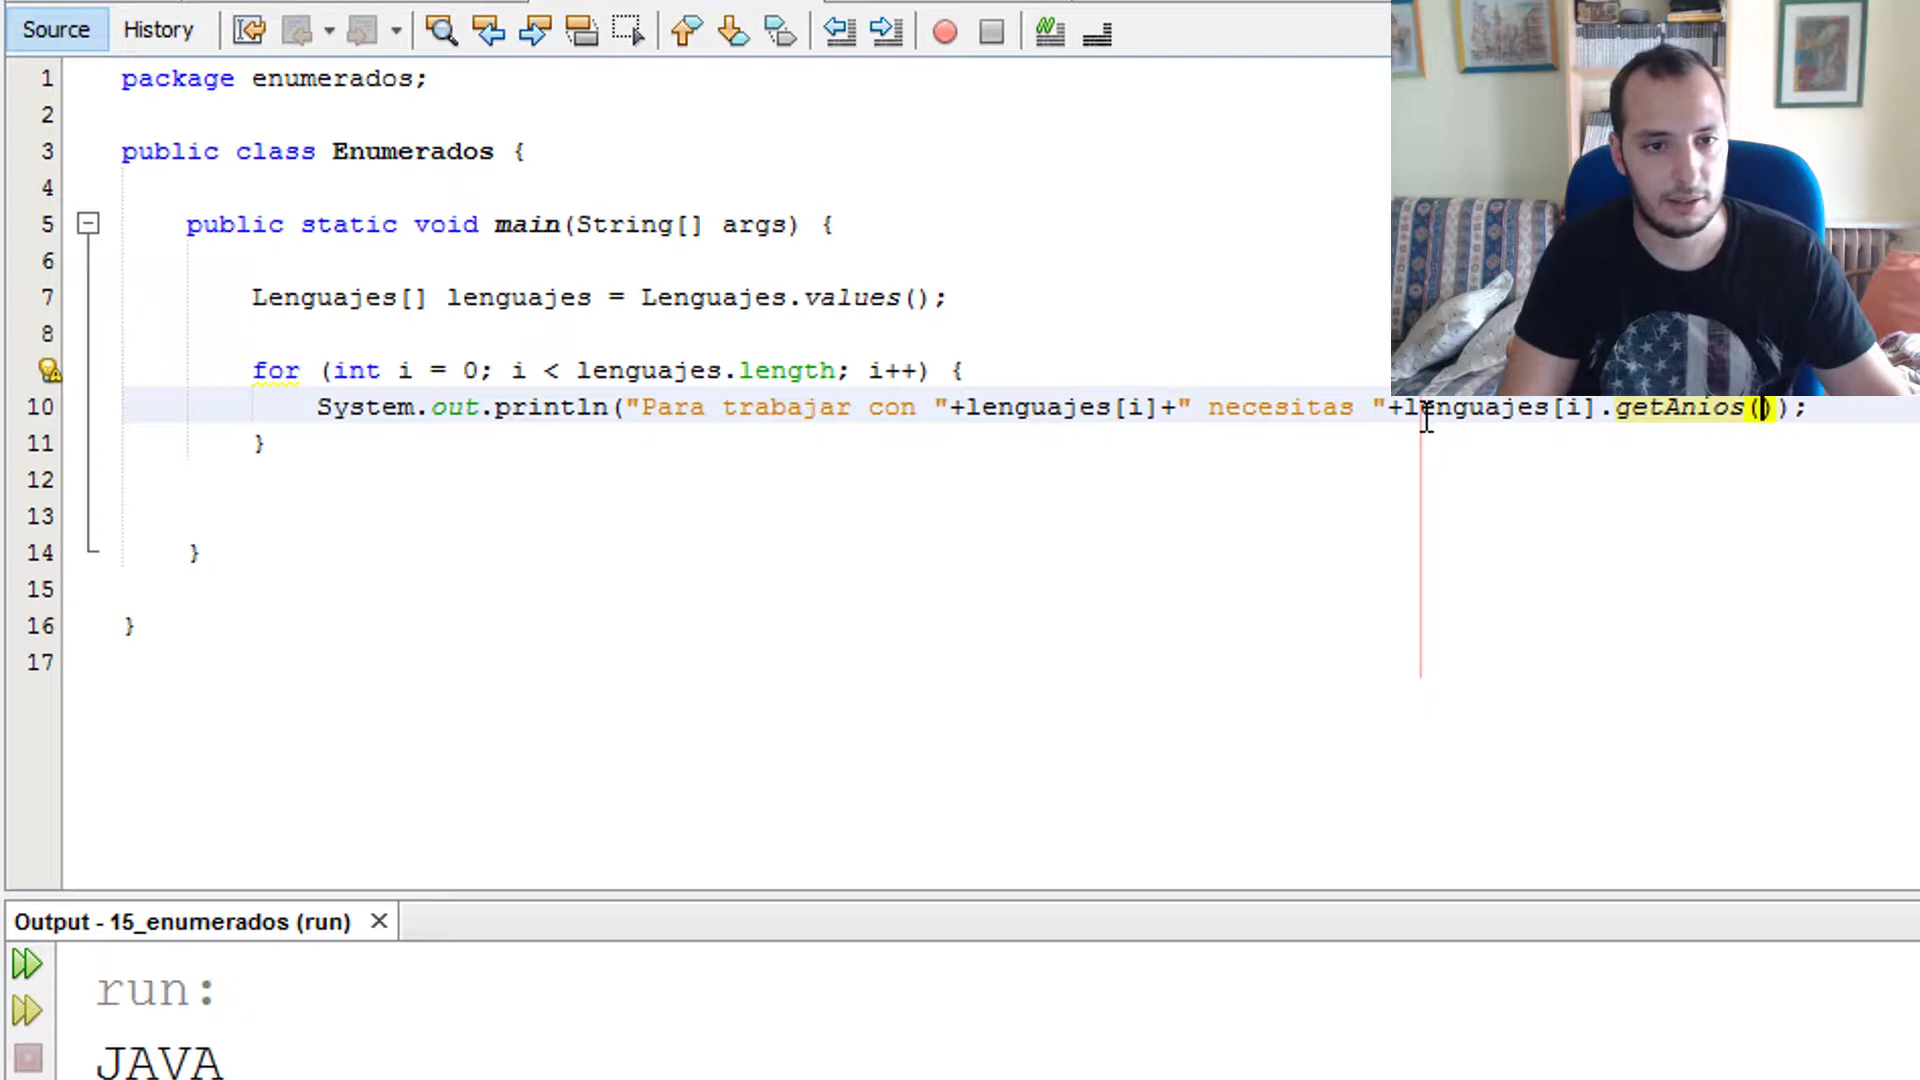 Source History
1 package enumerados;
2
3 public class Enumerados {
4
5 public static void main(String[] args) {
6
7 Lenguajes[] lenguajes = Lenguajes.values();
8
for (int i = 0; i < lenguajes.length; i++) {
10 System.out.println("Para trabajar con "+lenguajes[i]+" necesitas "+lenguajes[i].getAnios());
11 }
12
13
14 }
15
16 }
17
Output - 15_enumerados (run)
run:
JAVA